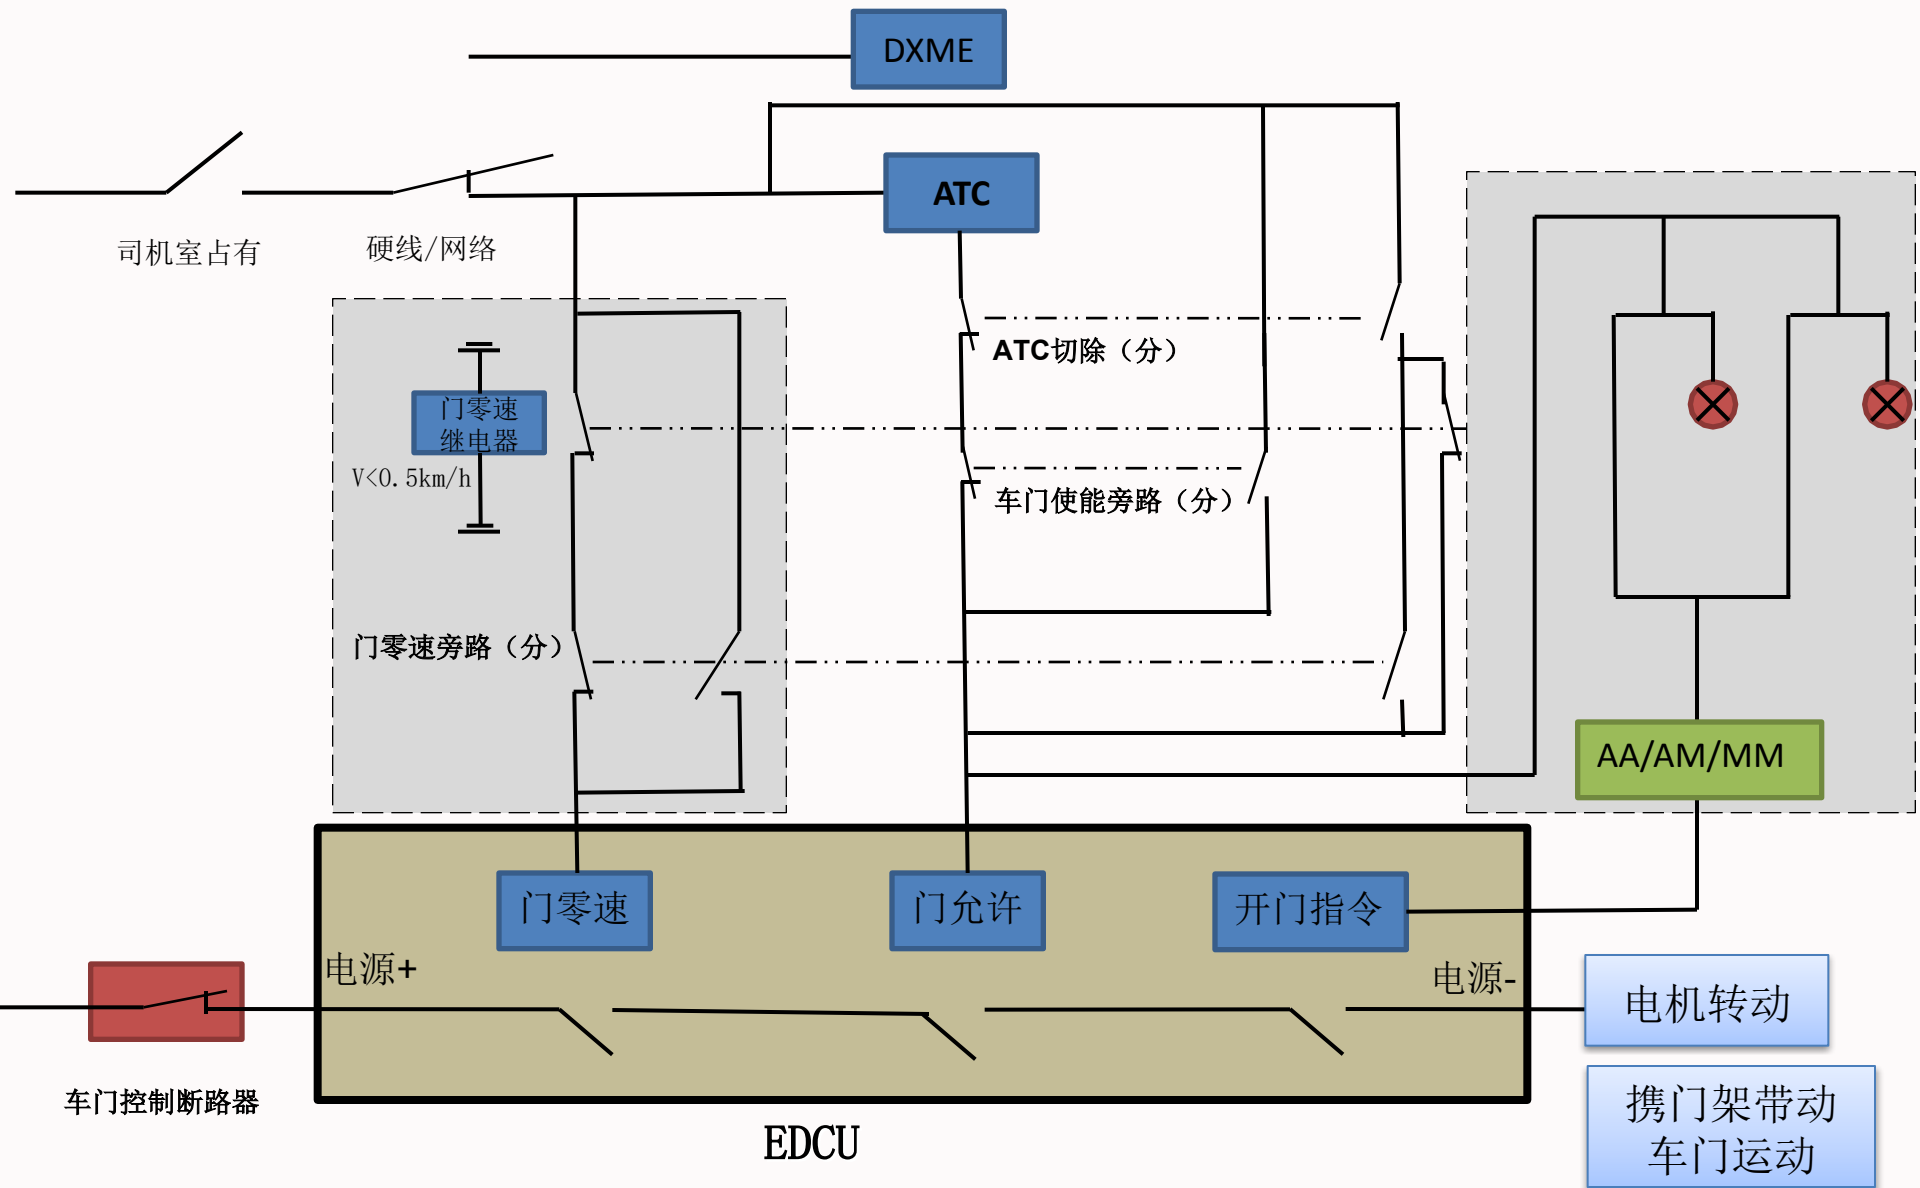 DXME
ATC
司机室占有
硬线/网络
ATC切除（分）
门零速
继电器
V<0.5km/h
车门使能旁路（分）
门零速旁路（分）
AA/AM/MM
门零速
门允许
开门指令
电源+
电源-
电机转动
车门控制断路器
携门架带动
车门运动
EDCU